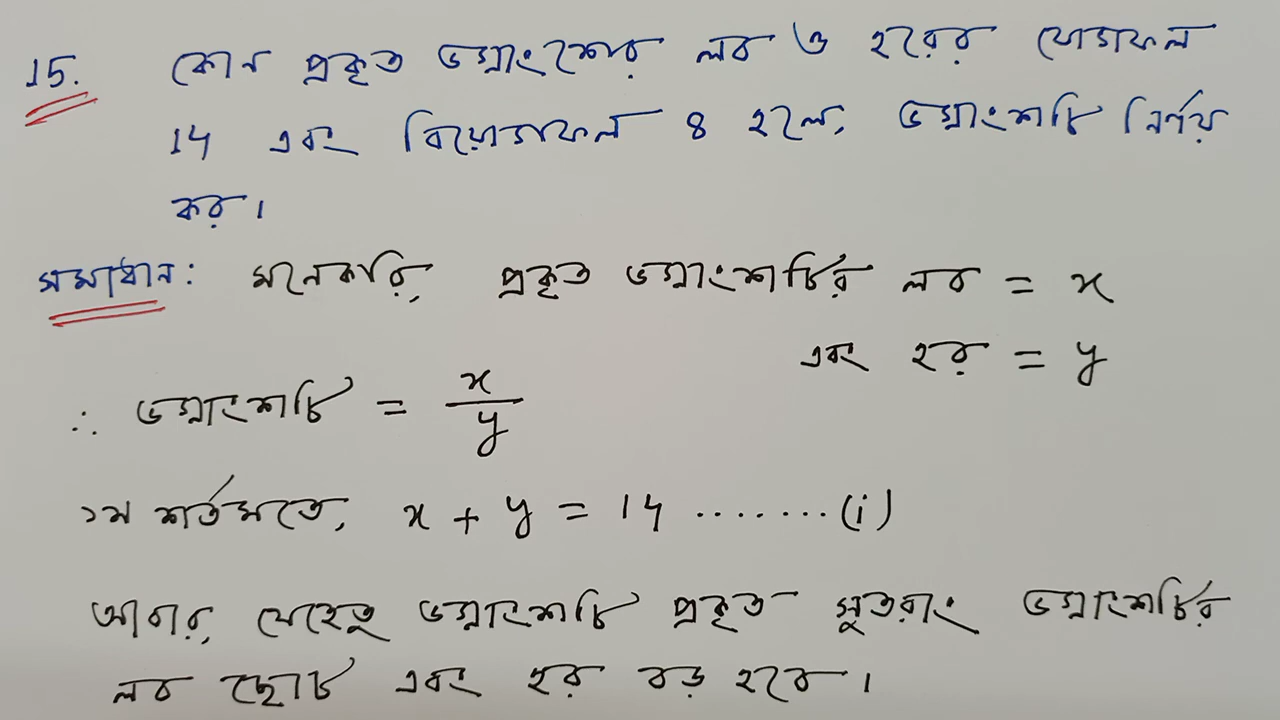 15. কোন প্রকৃত ভগ্নাংশের লব ও হরের যোগফল
14 এবং বিয়োগফল 8 হলে, ভগ্নাংশটি নির্ণয়
কর।
সমাধান: মনেকরি, প্রকৃত ভগ্নাংশটির লব = x
এবং হর = y
∴ ভগ্নাংশটি = x/y
১ম শর্তমতে, x + y = 14 ........(i)
আবার, যেহেতু ভগ্নাংশটি প্রকৃত সুতরাং ভগ্নাংশটির
লব ছোট এবং হর বড় হবে।